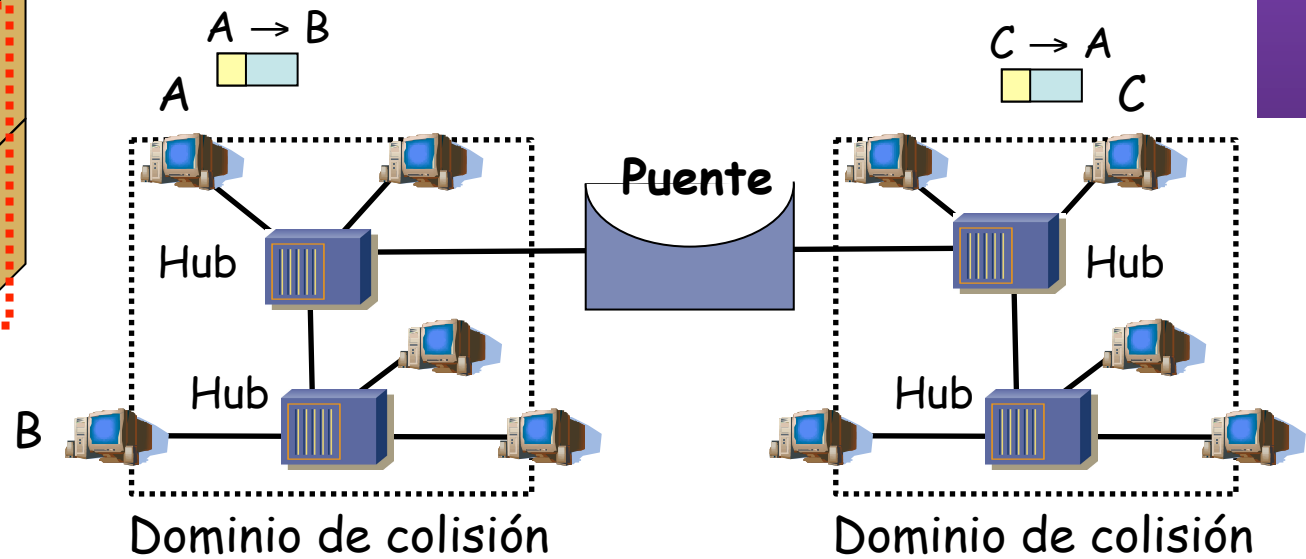 A → B
C → A
A
C
Puente
Hub
Hub
Hub
Hub
B
Dominio de colisión
Dominio de colisión